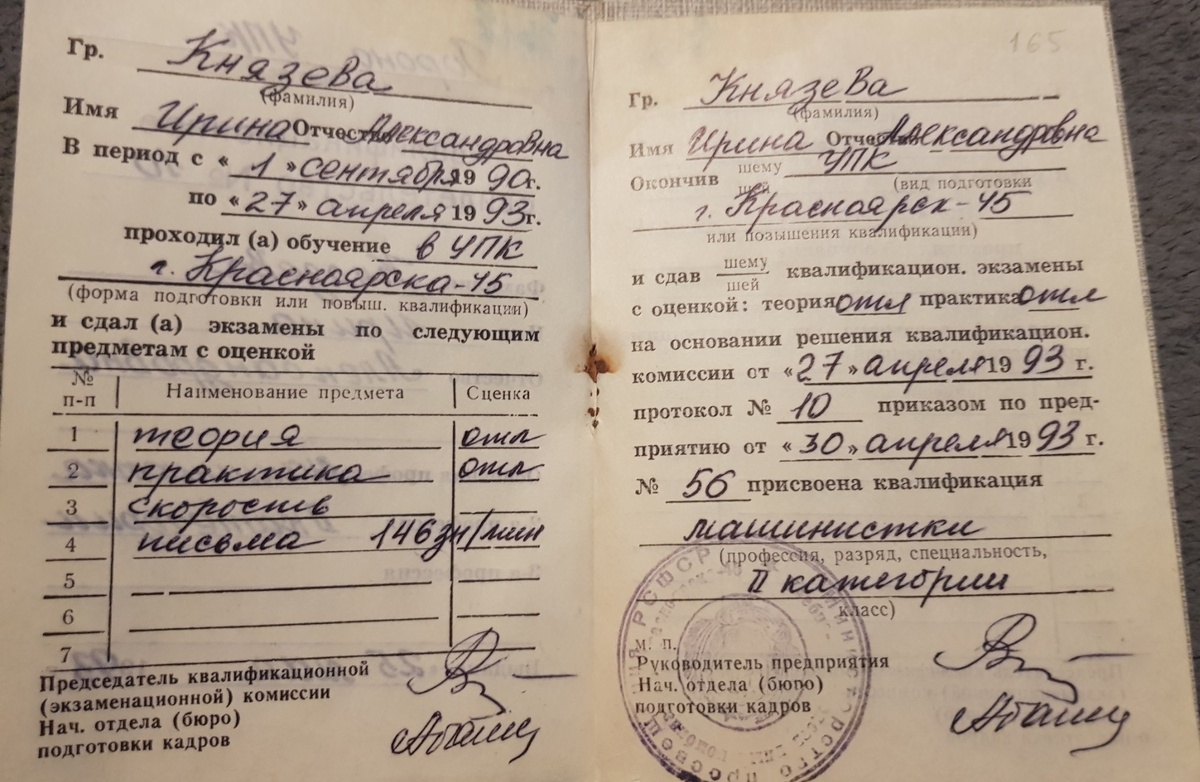 Гр. Князева
(фамилия)
Имя Ирина Отчество Александровна
В период с « 1 » сентября 1990г.
по «27» апреля 1993г.
проходил (а) обучение в УПК
г. Красноярска-45
(форма подготовки или повыш. квалификации)
и сдал (а) экзамены по следующим
предметам с оценкой
№ п-п Наименование предмета Оценка
1 теория отл
2 практика отл
3 скорость
4 письма 146 зн/мин
5
6
7
Председатель квалификационной
(экзаменационной) комиссии
Нач. отдела (бюро)
подготовки кадров
165
Гр. Князева
(фамилия)
Имя Ирина Отчество Александровна
Окончив шему шей УПК
(вид подготовки
г. Красноярск-45
или повышения квалификации)
и сдав шему шей квалификацион. экзамены
с оценкой: теория отл практика отл
на основании решения квалификацион.
комиссии от «27» апреля 1993 г.
протокол № 10 приказом по пред-
приятию от «30» апреля 1993 г.
№ 56 присвоена квалификация
машинистки
(профессия, разряд, специальность,
II категории
класс)
м. п.
Руководитель предприятия
Нач. отдела (бюро)
подготовки кадров
РСФСР